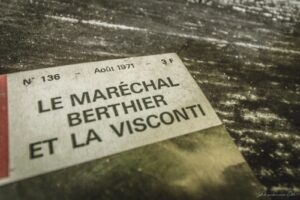 N° 136 - Août 1971 - 3 F
LE MARÉCHAL
BERTHIER
ET LA VISCONTI